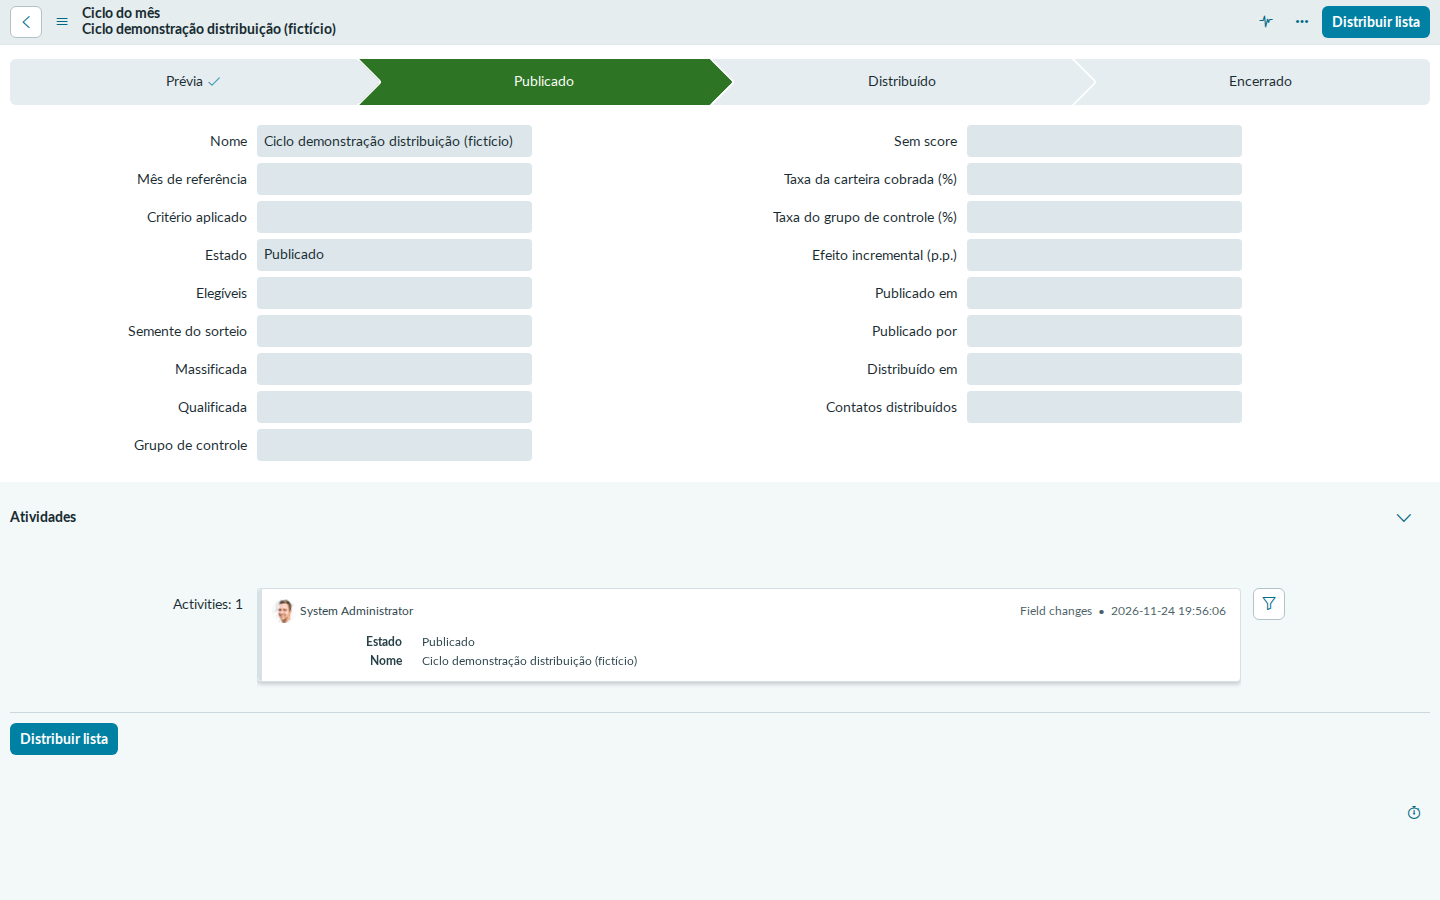 Ciclo do mês
Ciclo demonstração distribuição (fictício)
Distribuir lista
Prévia
Publicado
Distribuído
Encerrado
Nome Ciclo demonstração distribuição (fictício)
Mês de referência
Critério aplicado
Estado Publicado
Elegíveis
Semente do sorteio
Massificada
Qualificada
Grupo de controle
Sem score
Taxa da carteira cobrada (%)
Taxa do grupo de controle (%)
Efeito incremental (p.p.)
Publicado em
Publicado por
Distribuído em
Contatos distribuídos
Atividades
Activities: 1
System Administrator
Field changes • 2026-11-24 19:56:06
Estado Publicado
Nome Ciclo demonstração distribuição (fictício)
Distribuir lista